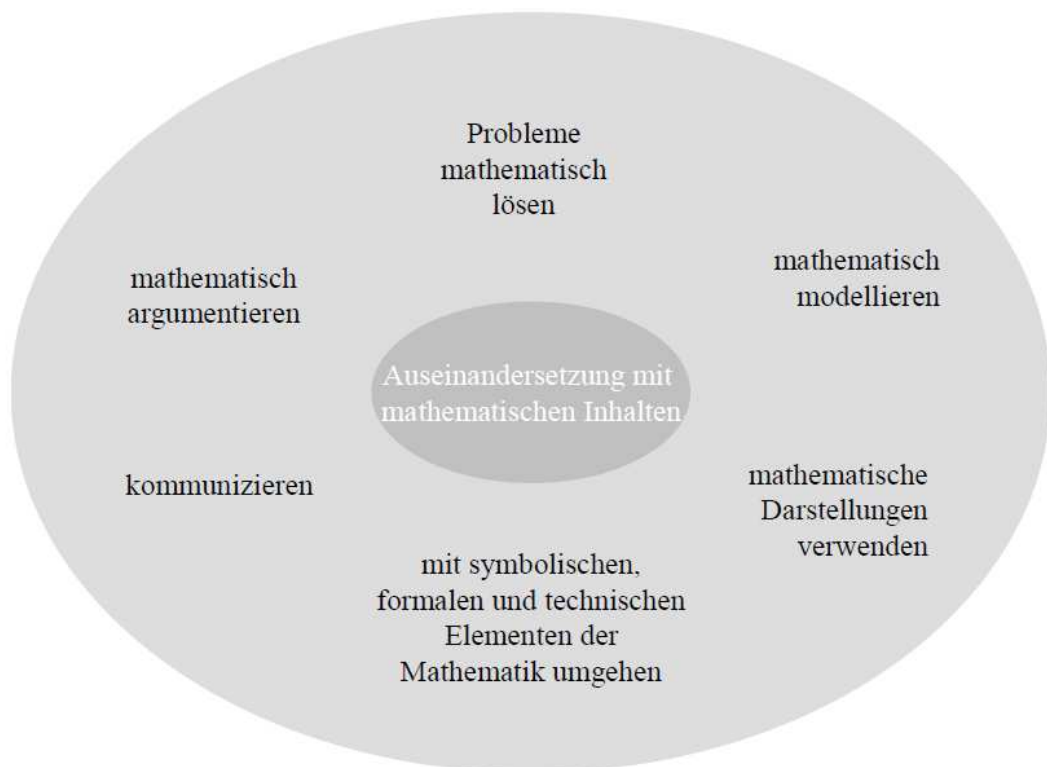 Probleme
mathematisch
lösen
mathematisch
argumentieren
mathematisch
modellieren
Auseinandersetzung mit
mathematischen Inhalten
kommunizieren
mathematische
Darstellungen
verwenden
mit symbolischen,
formalen und technischen
Elementen der
Mathematik umgehen